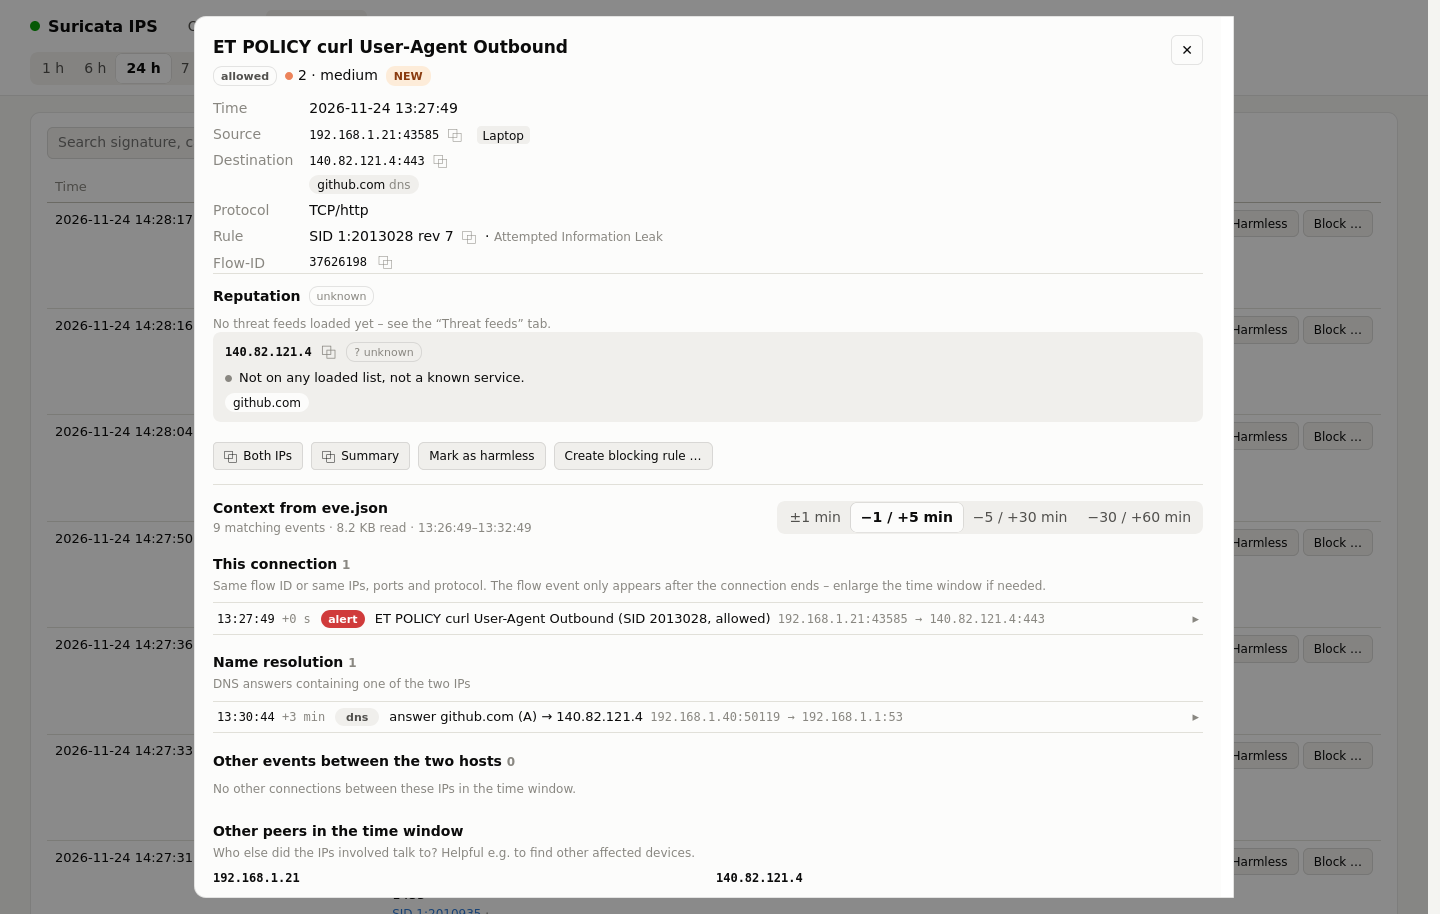 Suricata IPS
1 h 6 h 24 h 7
Search signature, c
Time
2026-11-24 14:28:17
Harmless Block ...
2026-11-24 14:28:16
Harmless Block ...
2026-11-24 14:28:04
Harmless Block ...
2026-11-24 14:27:50
Harmless Block ...
2026-11-24 14:27:36
Harmless Block ...
2026-11-24 14:27:33
Harmless Block ...
2026-11-24 14:27:31
Harmless Block ...
ET POLICY curl User-Agent Outbound
✕
allowed 2 · medium NEW
Time 2026-11-24 13:27:49
Source 192.168.1.21:43585 Laptop
Destination 140.82.121.4:443
github.com dns
Protocol TCP/http
Rule SID 1:2013028 rev 7 · Attempted Information Leak
Flow-ID 37626198
Reputation unknown
No threat feeds loaded yet – see the “Threat feeds” tab.
140.82.121.4 ? unknown
Not on any loaded list, not a known service.
github.com
Both IPs Summary Mark as harmless Create blocking rule ...
Context from eve.json
9 matching events · 8.2 KB read · 13:26:49–13:32:49
±1 min −1 / +5 min −5 / +30 min −30 / +60 min
This connection 1
Same flow ID or same IPs, ports and protocol. The flow event only appears after the connection ends – enlarge the time window if needed.
13:27:49 +0 s alert ET POLICY curl User-Agent Outbound (SID 2013028, allowed) 192.168.1.21:43585 → 140.82.121.4:443 ▸
Name resolution 1
DNS answers containing one of the two IPs
13:30:44 +3 min dns answer github.com (A) → 140.82.121.4 192.168.1.40:50119 → 192.168.1.1:53 ▸
Other events between the two hosts 0
No other connections between these IPs in the time window.
Other peers in the time window
Who else did the IPs involved talk to? Helpful e.g. to find other affected devices.
192.168.1.21 140.82.121.4
SID 1:2010935 ·